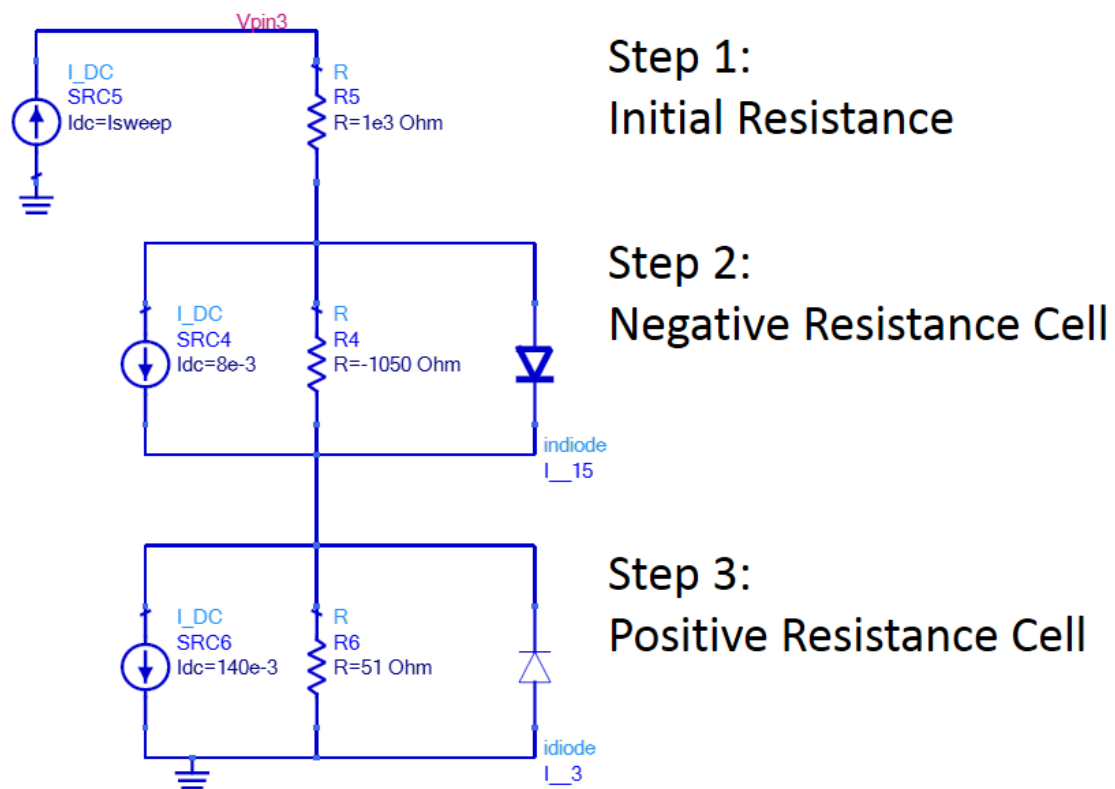 Vpin3
I_DC
SRC5
Idc=Isweep
R
R5
R=1e3 Ohm
Step 1:
Initial Resistance
I_DC
SRC4
Idc=8e-3
R
R4
R=-1050 Ohm
indiode
I__15
Step 2:
Negative Resistance Cell
I_DC
SRC6
Idc=140e-3
R
R6
R=51 Ohm
idiode
I__3
Step 3:
Positive Resistance Cell